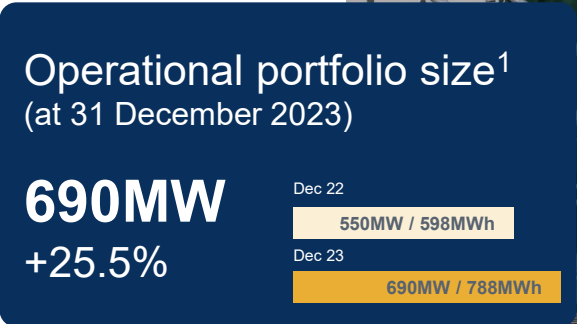 Operational portfolio size¹
(at 31 December 2023)
690MW
+25.5%
Dec 22
550MW / 598MWh
Dec 23
690MW / 788MWh